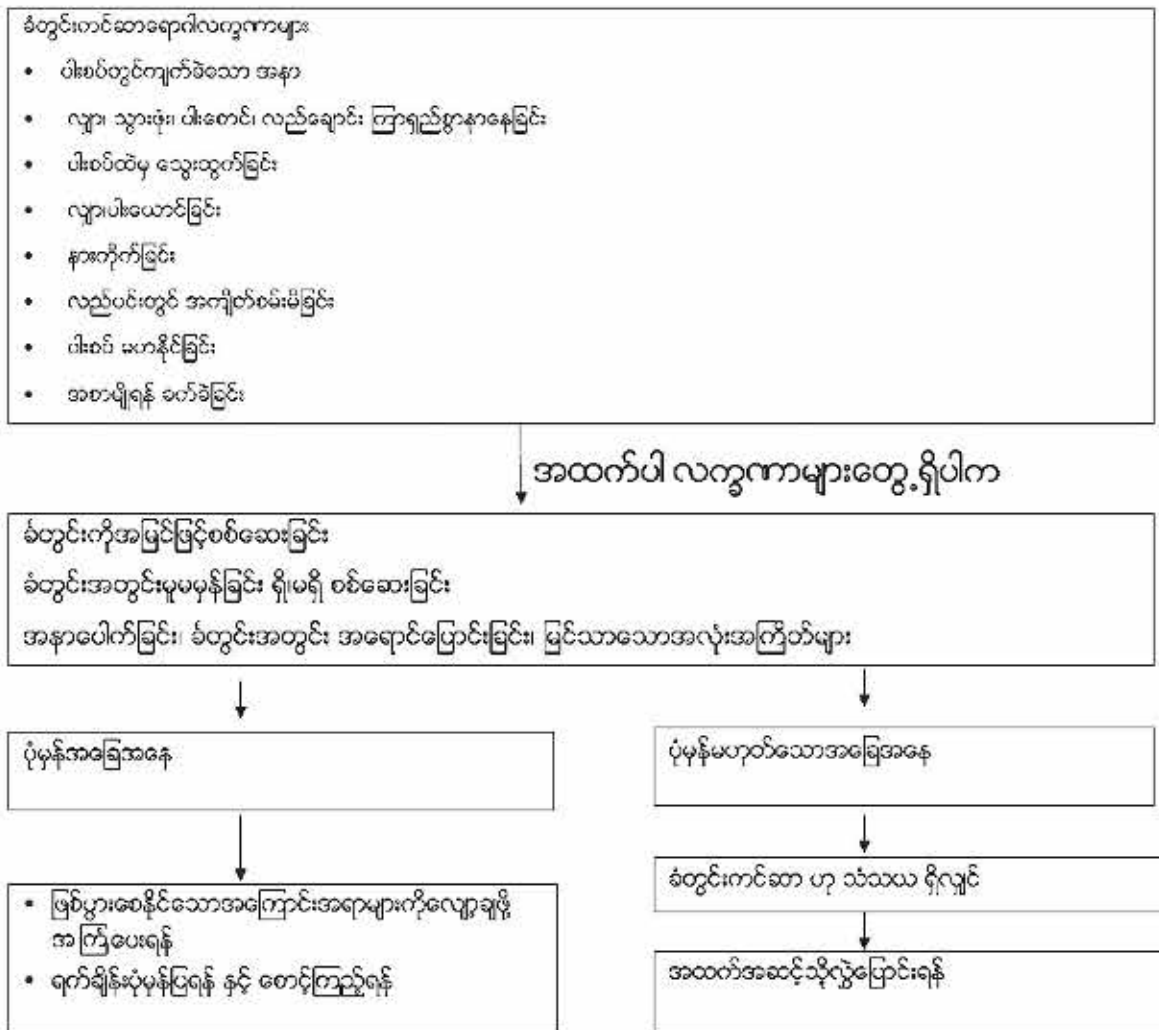 ခံတွင်းကင်ဆာရောဂါလက္ခဏာများ
• ပါးစပ်တွင်ကျက်ခဲသော အနာ
• လျှာ၊ သွားဖုံး၊ ပါးစောင်၊ လည်ချောင်း ကြာရှည်စွာနာနေခြင်း
• ပါးစပ်ထဲမှ သွေးထွက်ခြင်း
• လျှာ၊ပါးယောင်ခြင်း
• နားကိုက်ခြင်း
• လည်ပင်းတွင် အကျိတ်စမ်းမိခြင်း
• ပါးစပ် မဟနိုင်ခြင်း
• အစာမျိုရန် ခက်ခဲခြင်း
အထက်ပါ လက္ခဏာများတွေ့ရှိပါက
ခံတွင်းကိုအမြင်ဖြင့်စစ်ဆေးခြင်း
ခံတွင်းအတွင်းမူမမှန်ခြင်း ရှိ၊မရှိ စစ်ဆေးခြင်း
အနာပေါက်ခြင်း၊ ခံတွင်းအတွင်း အရောင်ပြောင်းခြင်း၊ မြင်သာသောအလုံးအကြိတ်များ
ပုံမှန်အခြေအနေ
ပုံမှန်မဟုတ်သောအခြေအနေ
• ဖြစ်ပွားစေနိုင်သောအကြောင်းအရာများကိုလျော့ချဖို့
အကြံပေးရန်
• ရက်ချိန်းပုံမှန်ပြရန် နှင့် စောင့်ကြည့်ရန်
ခံတွင်းကင်ဆာ ဟု သံသယ ရှိလျှင်
အထက်အဆင့်သို့လွှဲပြောင်းရန်